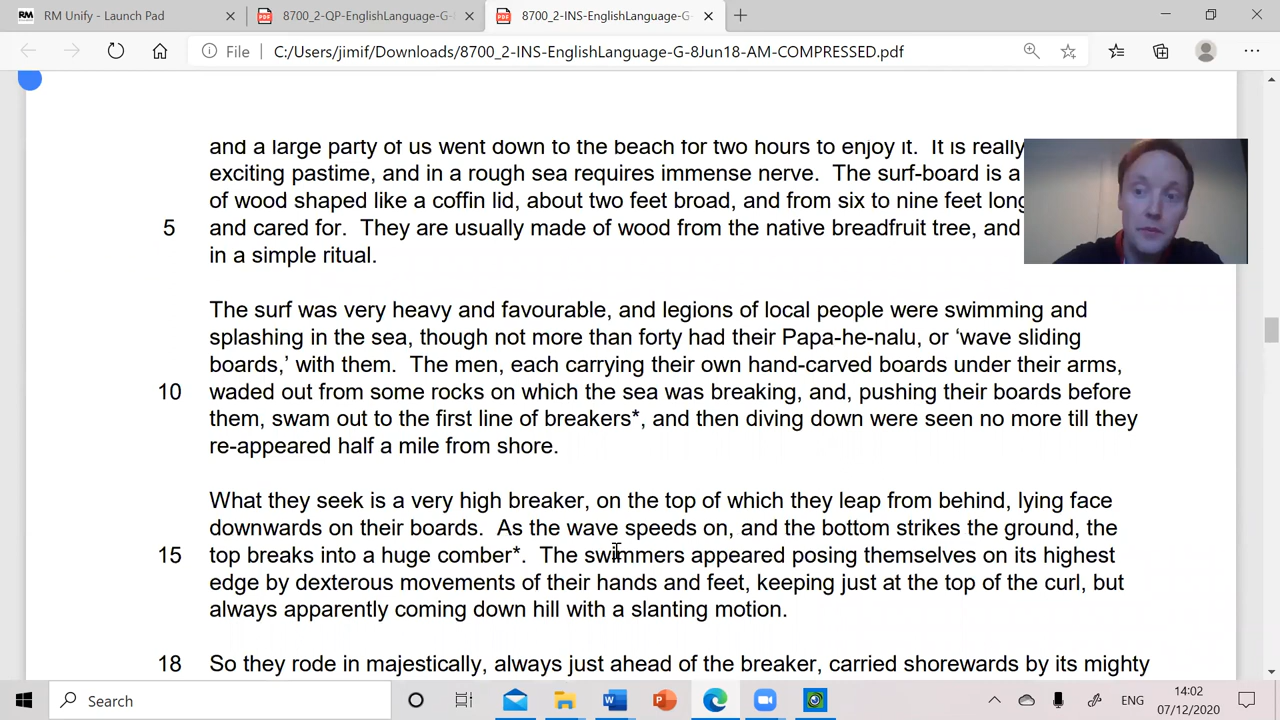 RM RM Unify - Launch Pad
PDF 8700_2-QP-EnglishLanguage-G-8
PDF 8700_2-INS-EnglishLanguage-G-
File C:/Users/jimif/Downloads/8700_2-INS-EnglishLanguage-G-8Jun18-AM-COMPRESSED.pdf
and a large party of us went down to the beach for two hours to enjoy it. It is really
exciting pastime, and in a rough sea requires immense nerve. The surf-board is a
of wood shaped like a coffin lid, about two feet broad, and from six to nine feet long
5 and cared for. They are usually made of wood from the native breadfruit tree, and
in a simple ritual.
The surf was very heavy and favourable, and legions of local people were swimming and
splashing in the sea, though not more than forty had their Papa-he-nalu, or ‘wave sliding
boards,’ with them. The men, each carrying their own hand-carved boards under their arms,
10 waded out from some rocks on which the sea was breaking, and, pushing their boards before
them, swam out to the first line of breakers*, and then diving down were seen no more till they
re-appeared half a mile from shore.
What they seek is a very high breaker, on the top of which they leap from behind, lying face
downwards on their boards. As the wave speeds on, and the bottom strikes the ground, the
15 top breaks into a huge comber*. The swimmers appeared posing themselves on its highest
edge by dexterous movements of their hands and feet, keeping just at the top of the curl, but
always apparently coming down hill with a slanting motion.
18 So they rode in majestically, always just ahead of the breaker, carried shorewards by its mighty
Search
ENG
14:02
07/12/2020